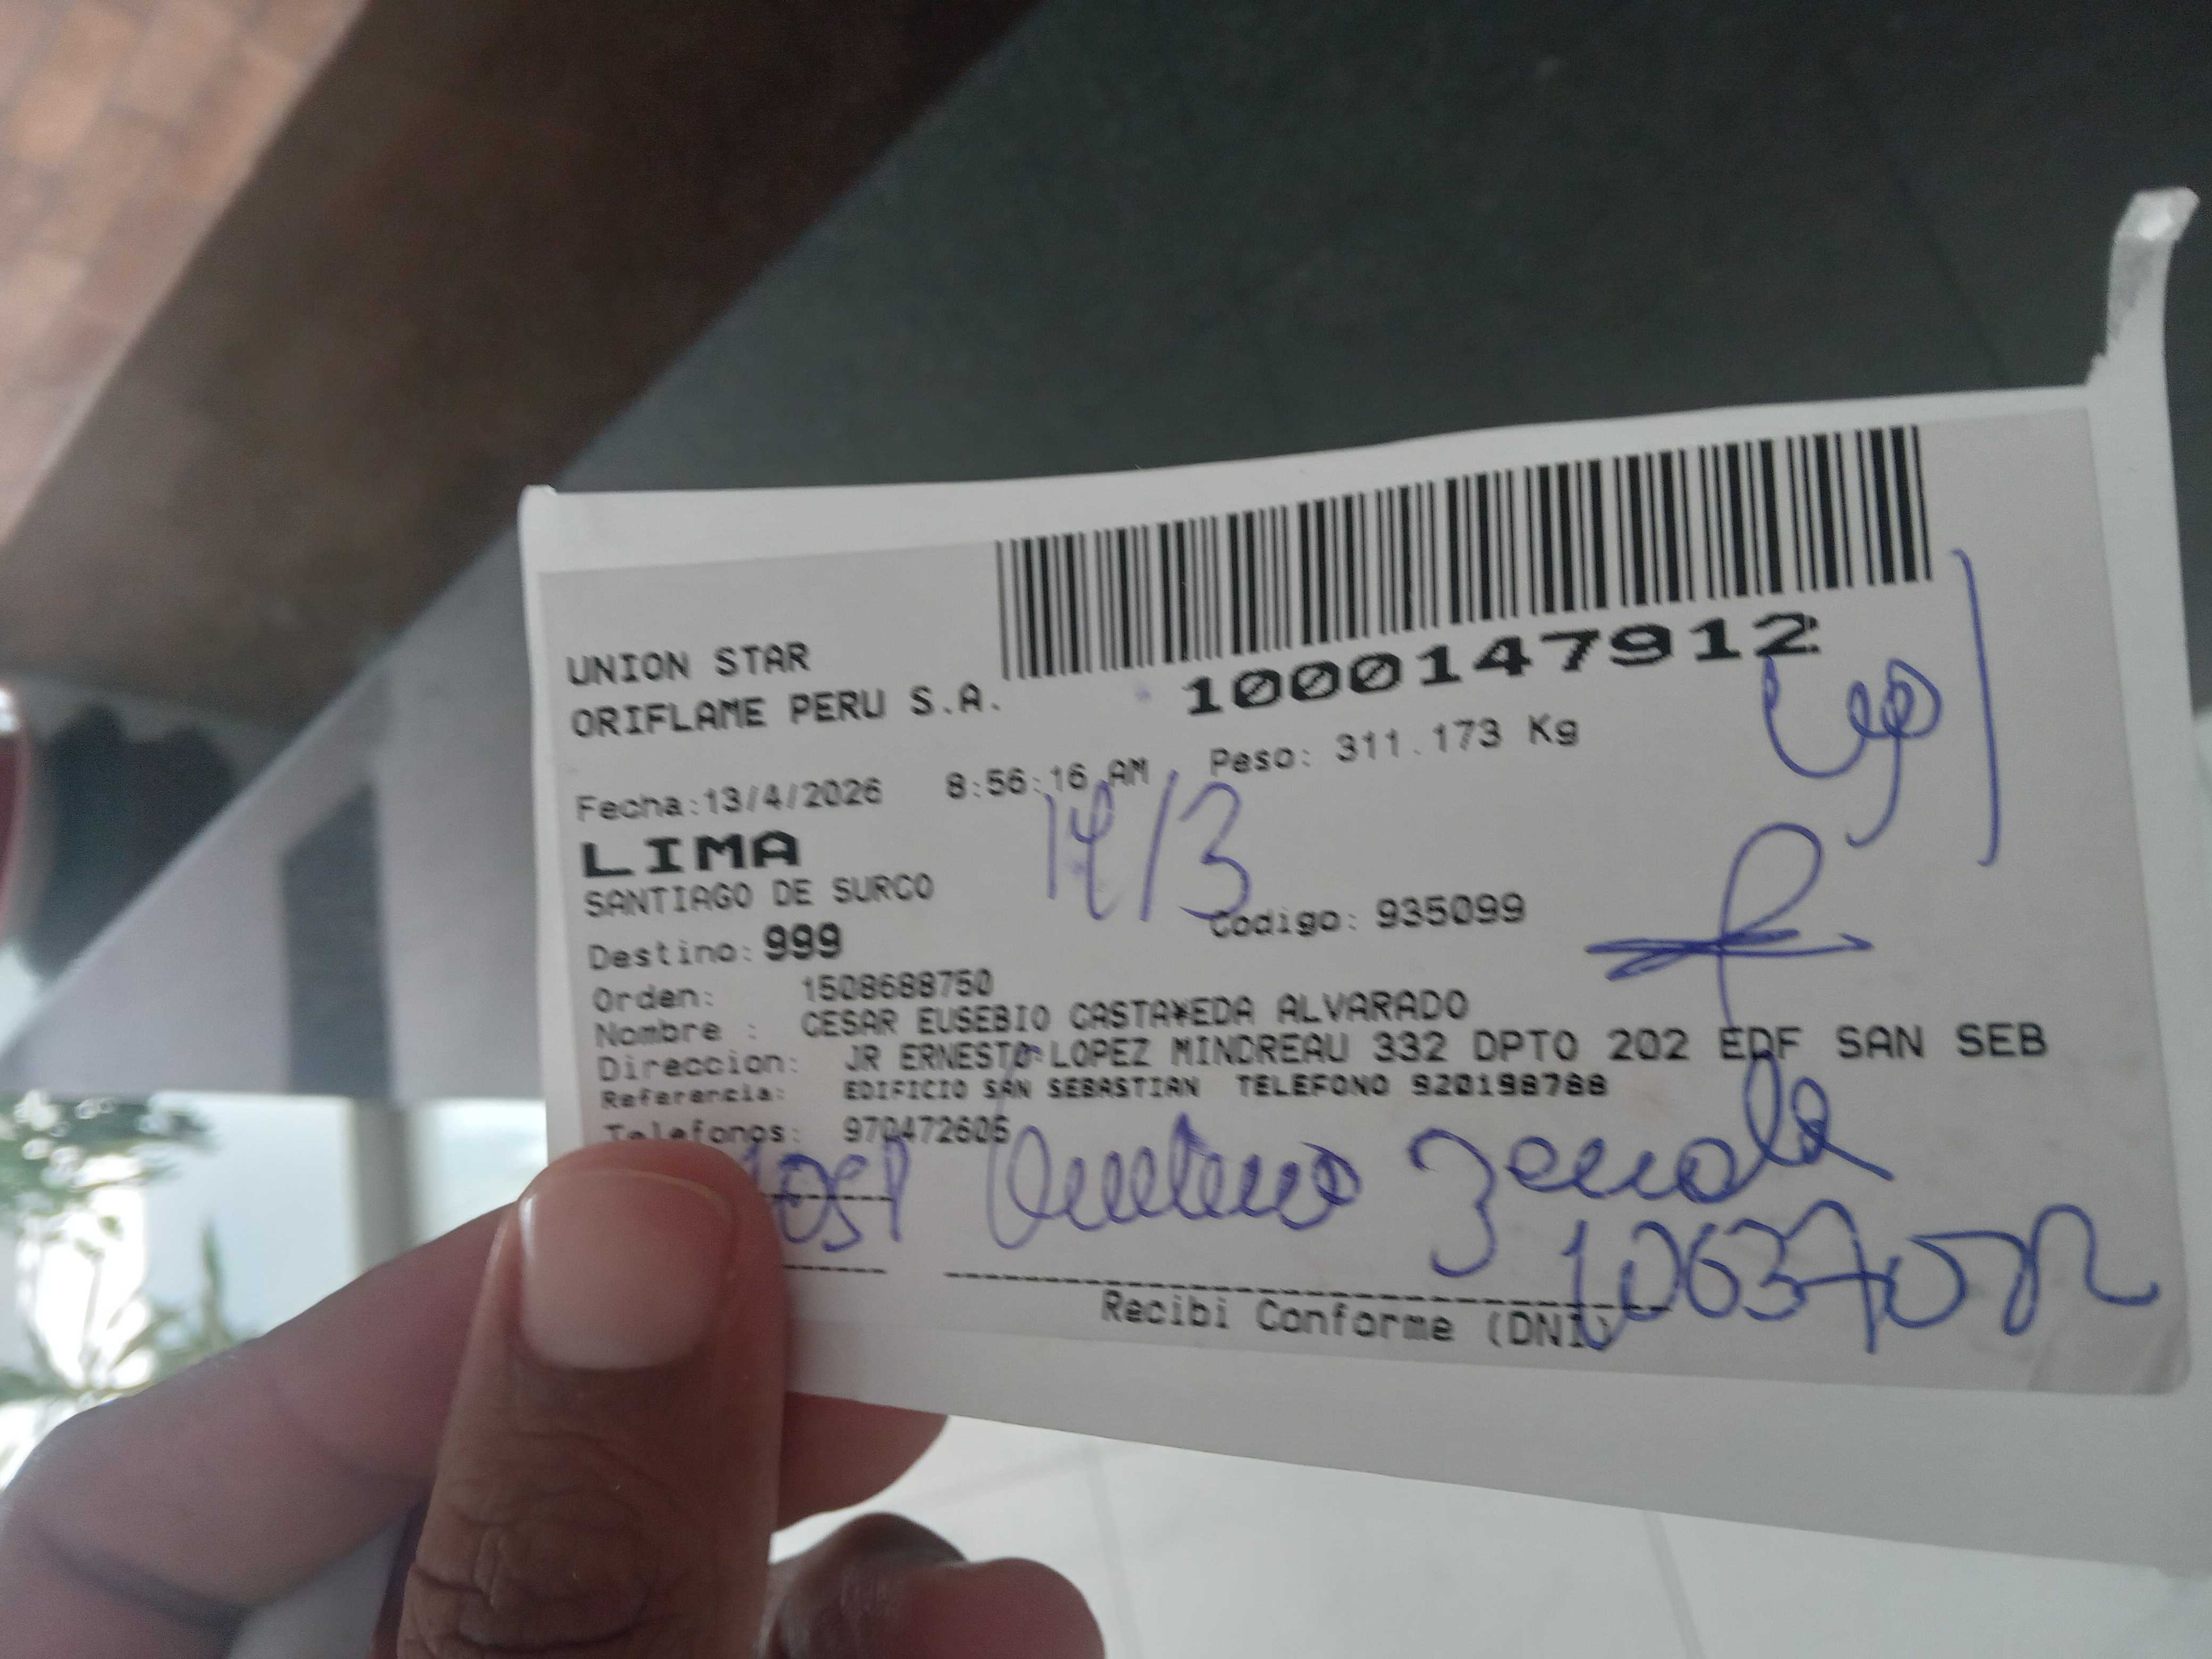 UNION STAR
ORIFLAME PERU S.A.
1000147912
Fecha:13/4/2026 8:56:16 AM Peso: 311.173 Kg
14/3
LIMA
SANTIAGO DE SURCO
Destino: 999 Codigo: 935099
Orden: 1508688750
Nombre : CESAR EUSEBIO CASTA¥EDA ALVARADO
Direccion: JR ERNESTO LOPEZ MINDREAU 332 DPTO 202 EDF SAN SEB
Referencia: EDIFICIO SAN SEBASTIAN TELEFONO 920198788
Telefonos: 970472605
Recibi Conforme (DNI)